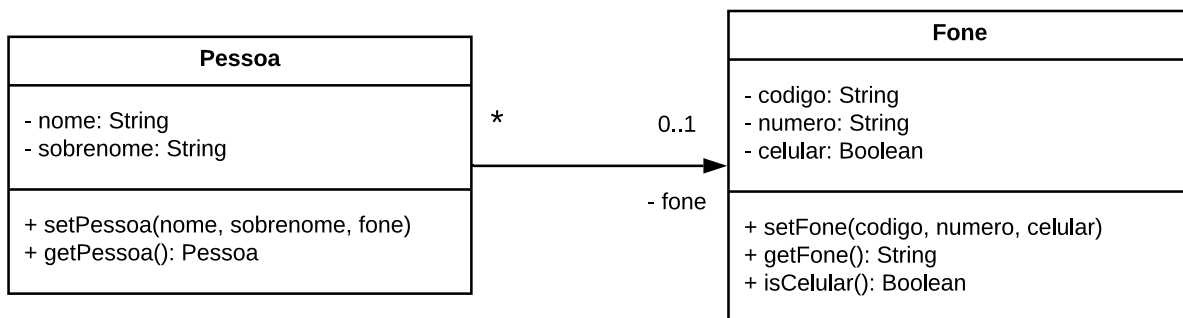 Pessoa
- nome: String
- sobrenome: String
+ setPessoa(nome, sobrenome, fone)
+ getPessoa(): Pessoa
*
0..1
- fone
Fone
- codigo: String
- numero: String
- celular: Boolean
+ setFone(codigo, numero, celular)
+ getFone(): String
+ isCelular(): Boolean